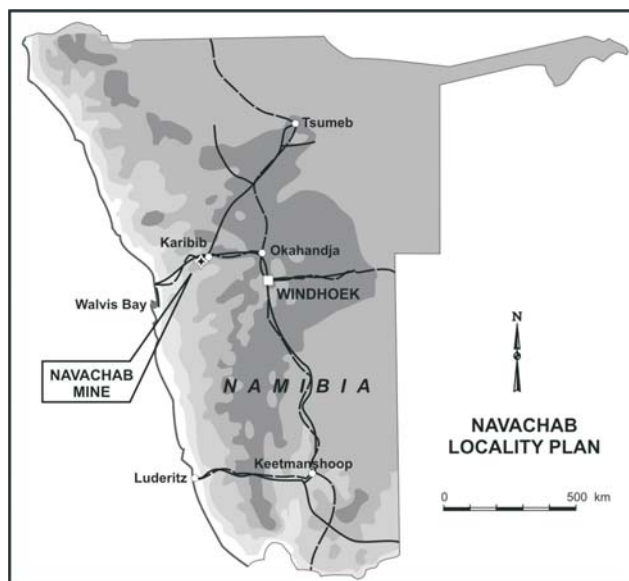 Tsumeb
Karibib
Okahandja
WINDHOEK
Walvis Bay
NAVACHAB
MINE
NAMIBIA
N
NAVACHAB
LOCALITY PLAN
Keetmanshoop
Luderitz
0 500 km